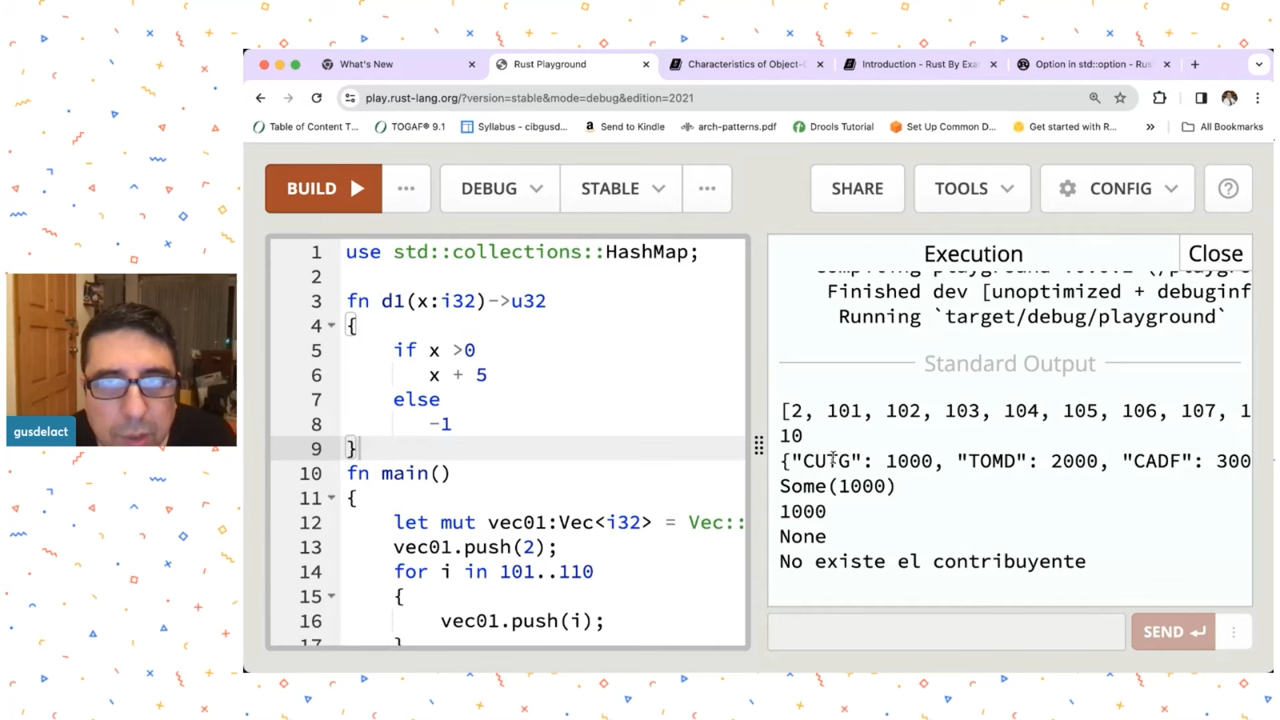 What's New
Rust Playground
Characteristics of Object-
Introduction - Rust By Exa
Option in std::option - Rus
play.rust-lang.org/?version=stable&mode=debug&edition=2021
Table of Content T...
TOGAF® 9.1
Syllabus - cibgusd...
Send to Kindle
arch-patterns.pdf
Drools Tutorial
Set Up Common D...
Get started with R...
»
All Bookmarks
BUILD
...
DEBUG
STABLE
...
SHARE
TOOLS
CONFIG
?
1 use std::collections::HashMap;
2
3 fn d1(x:i32)->u32
4 {
5 if x >0
6 x + 5
7 else
8 -1
9 }
10 fn main()
11 {
12 let mut vec01:Vec<i32> = Vec::
13 vec01.push(2);
14 for i in 101..110
15 {
16 vec01.push(i);
17 }
Execution
Close
Finished dev [unoptimized + debuginf
Running `target/debug/playground`
Standard Output
[2, 101, 102, 103, 104, 105, 106, 107, 1
10
{"CUTG": 1000, "TOMD": 2000, "CADF": 300
Some(1000)
1000
None
No existe el contribuyente
SEND
gusdelact